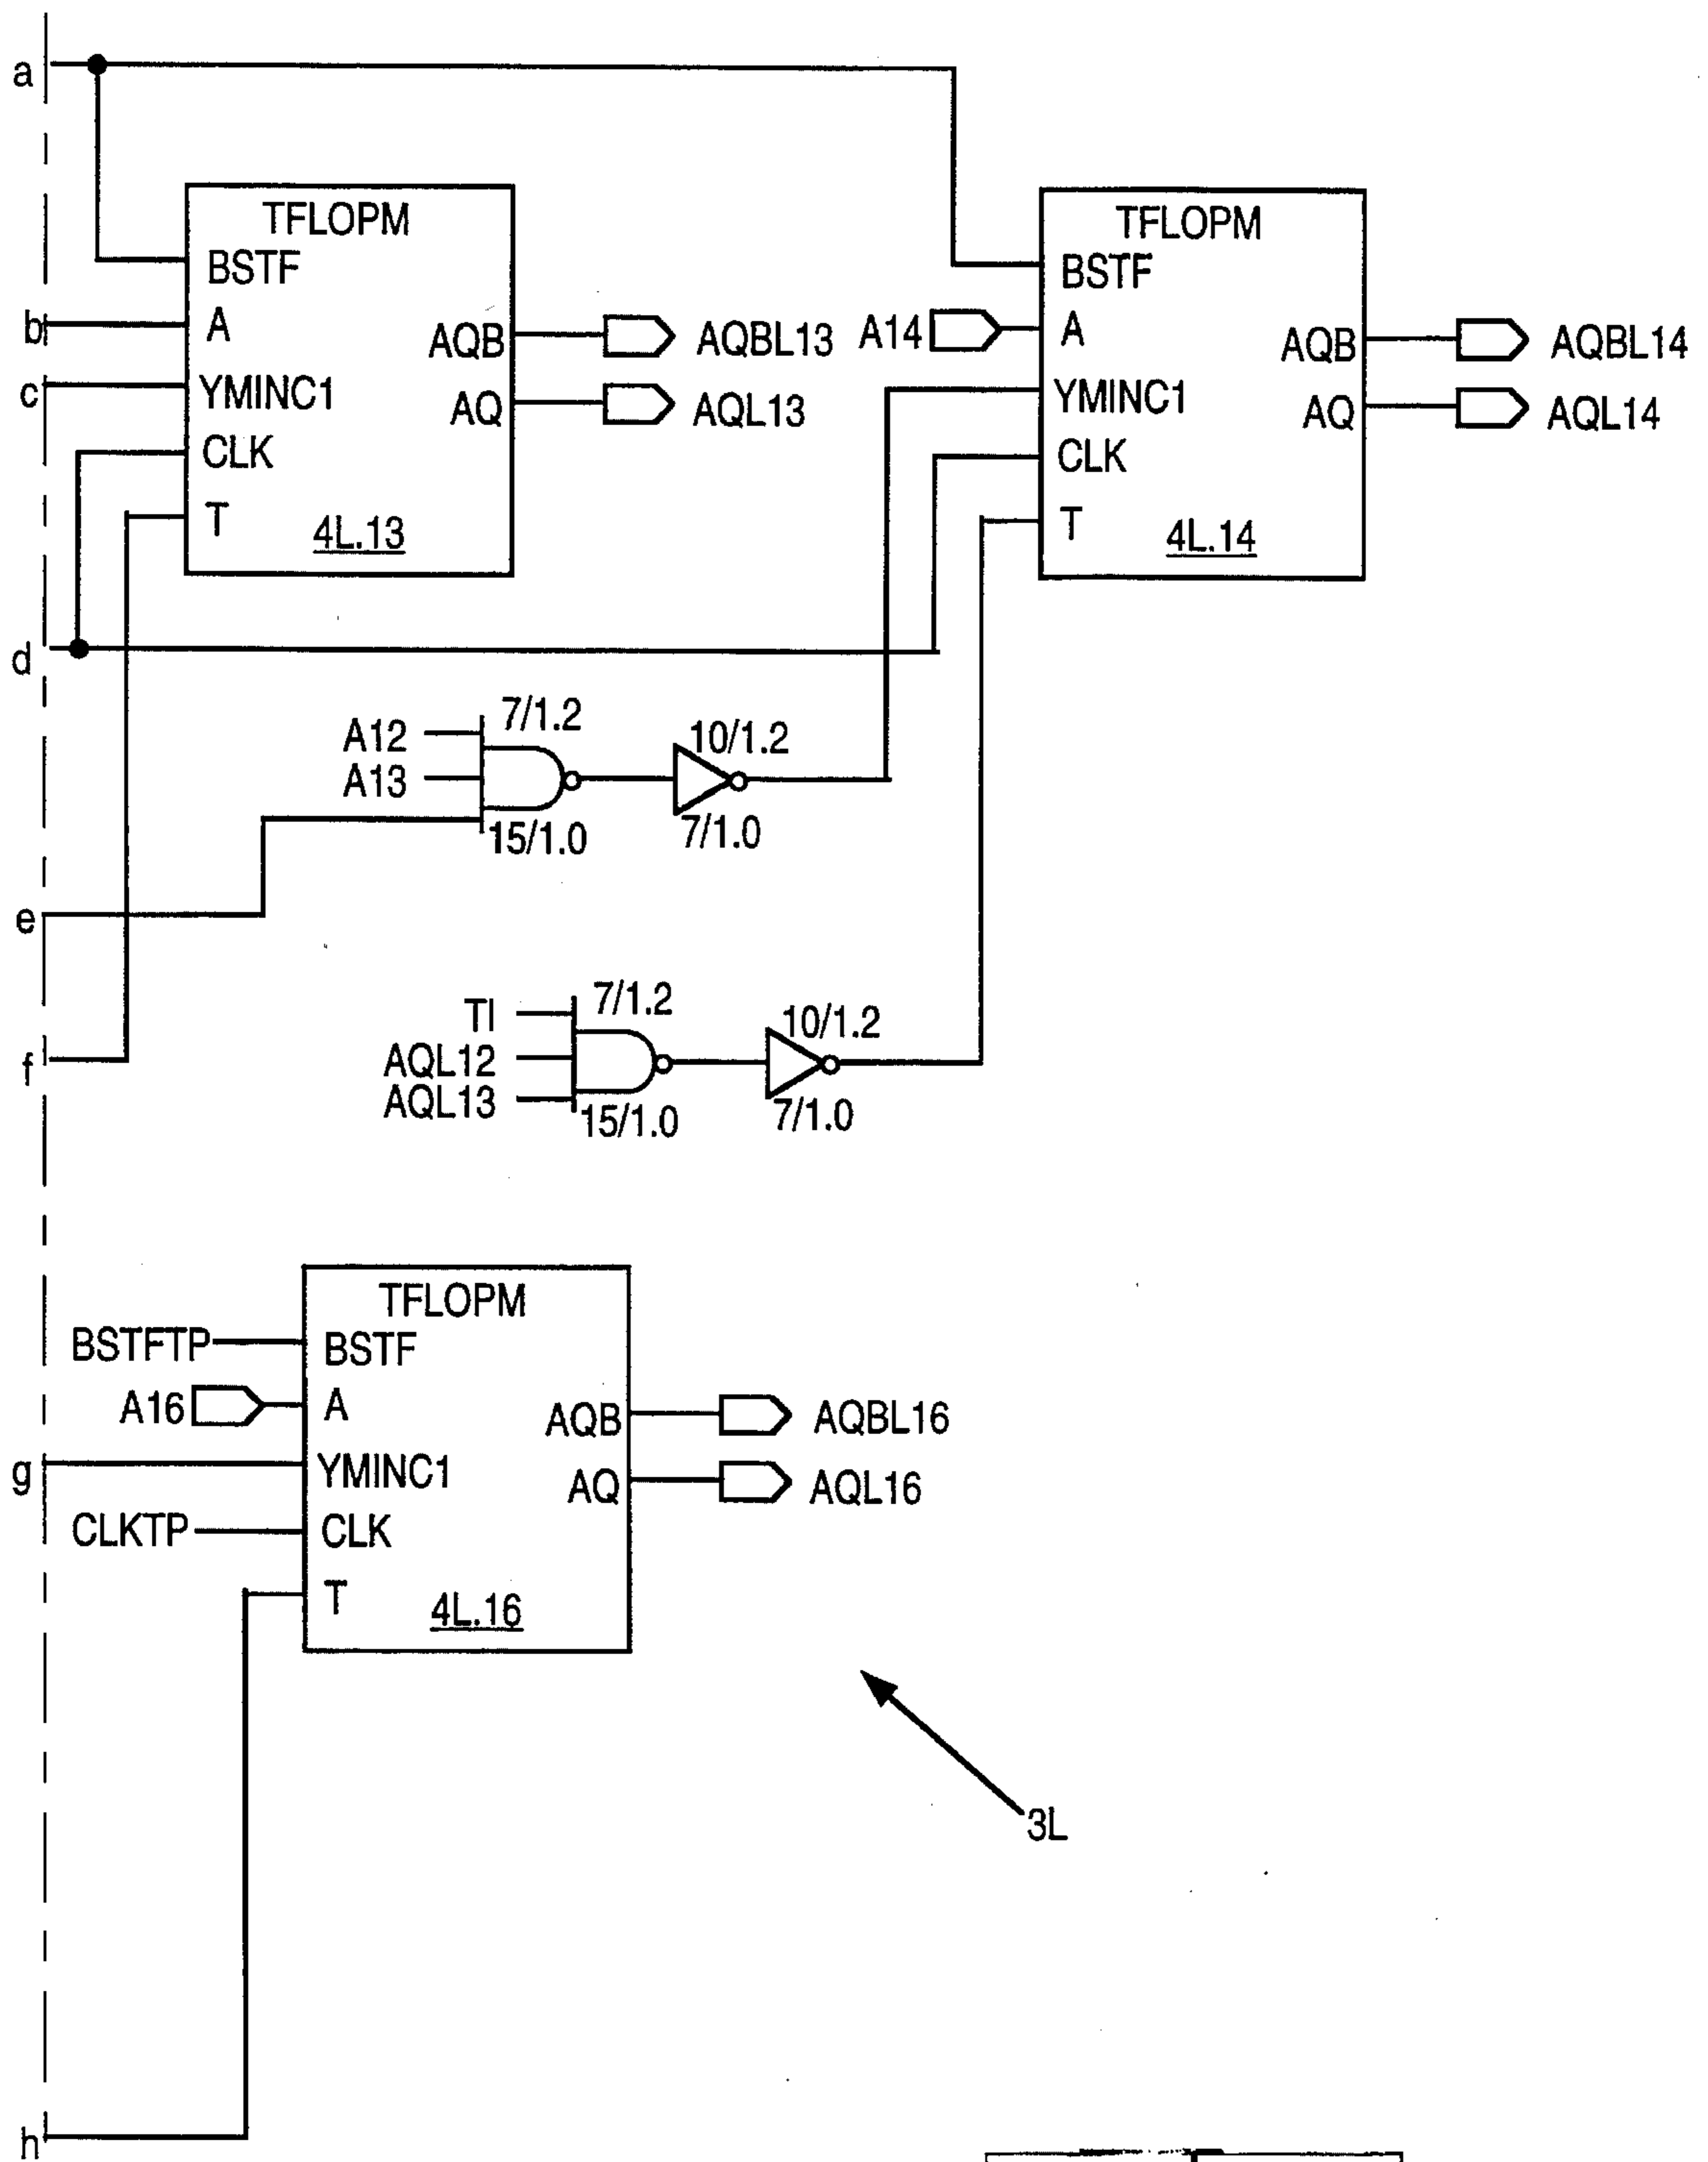 a
TFLOPM
BSTF
b
A
AQB
AQBL13
c
YMINC1
AQ
AQL13
CLK
T
4L.13
TFLOPM
BSTF
A14
A
AQB
AQBL14
YMINC1
AQ
AQL14
CLK
T
4L.14
d
7/1.2
A12
A13
15/1.0
10/1.2
7/1.0
e
7/1.2
TI
AQL12
AQL13
15/1.0
10/1.2
7/1.0
f
TFLOPM
BSTFTP
BSTF
A16
A
AQB
AQBL16
g
YMINC1
AQ
AQL16
CLKTP
CLK
T
4L.16
3L
h